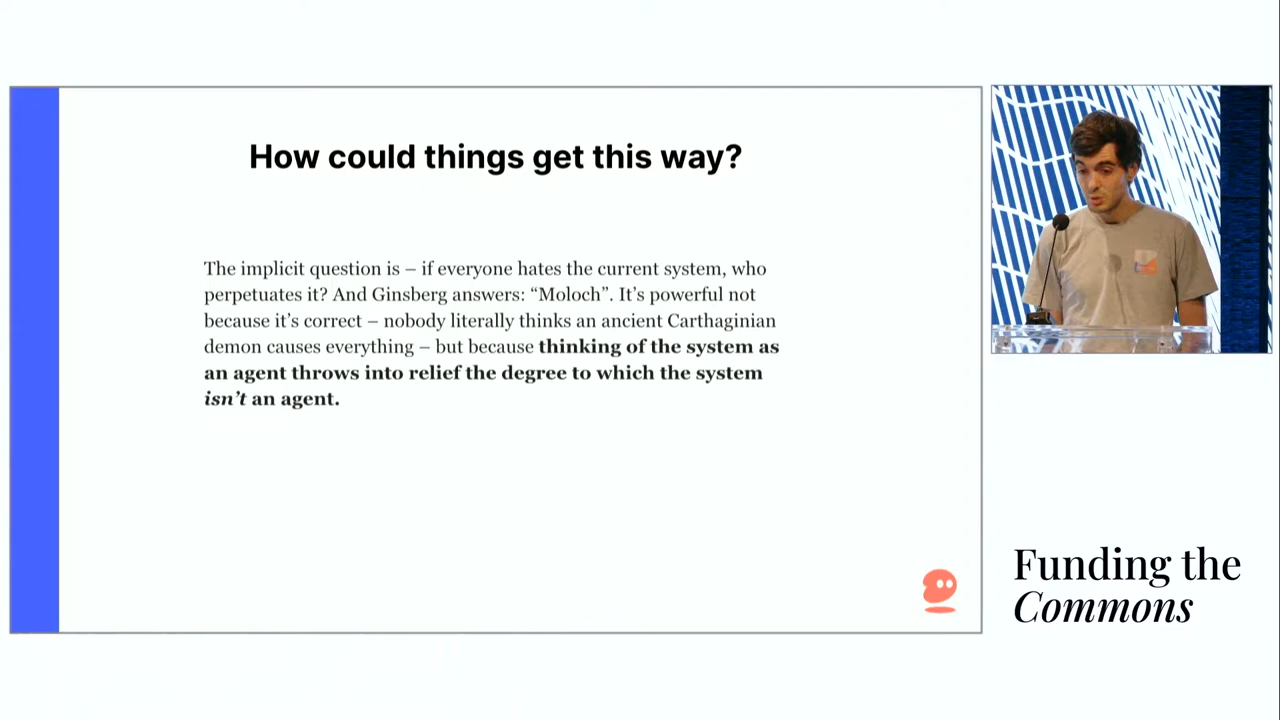 How could things get this way?
The implicit question is – if everyone hates the current system, who
perpetuates it? And Ginsberg answers: “Moloch”. It’s powerful not
because it’s correct – nobody literally thinks an ancient Carthaginian
demon causes everything – but because thinking of the system as
an agent throws into relief the degree to which the system
isn’t an agent.
Funding the
Commons